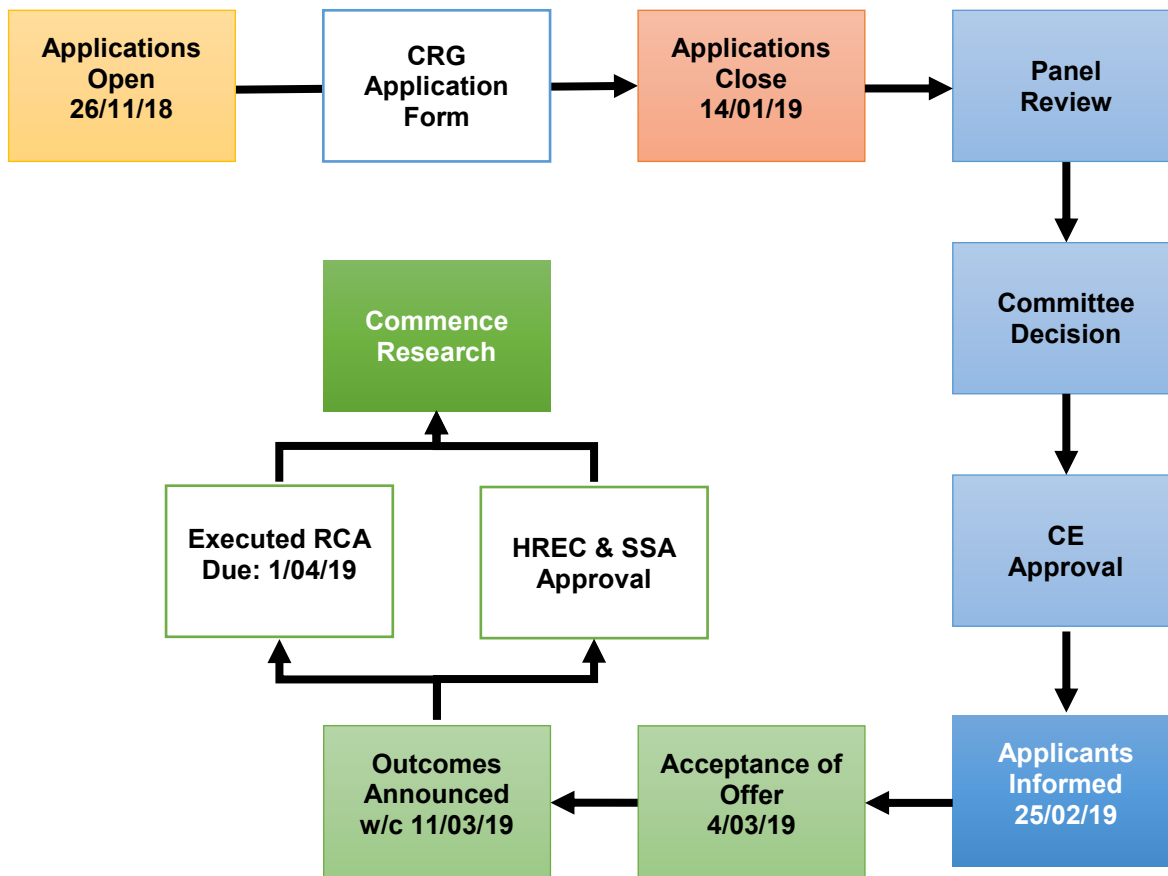 Applications
Open
26/11/18
CRG
Application
Form
Applications
Close
14/01/19
Panel
Review
Committee
Decision
CE
Approval
Applicants
Informed
25/02/19
Acceptance of
Offer
4/03/19
Outcomes
Announced
w/c 11/03/19
Executed RCA
Due: 1/04/19
HREC & SSA
Approval
Commence
Research